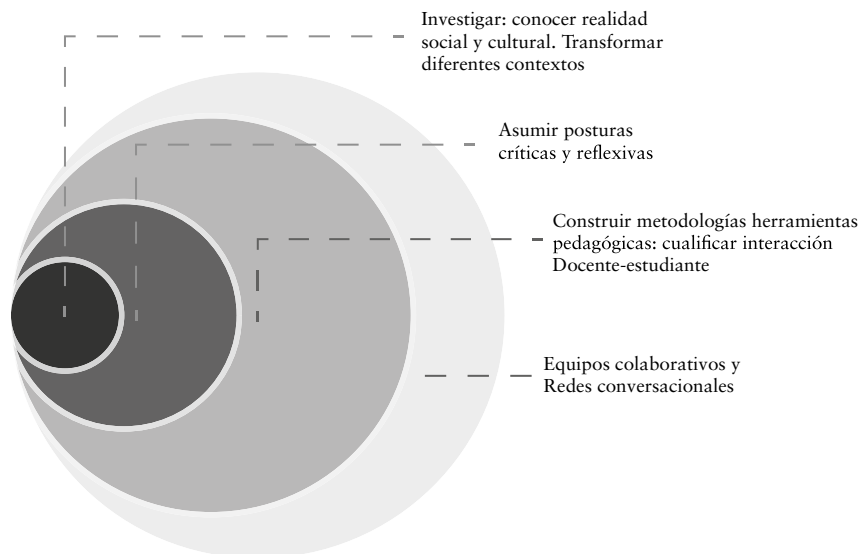 Investigar: conocer realidad
social y cultural. Transformar
diferentes contextos
Asumir posturas
críticas y reflexivas
Construir metodologías herramientas
pedagógicas: cualificar interacción
Docente-estudiante
Equipos colaborativos y
Redes conversacionales